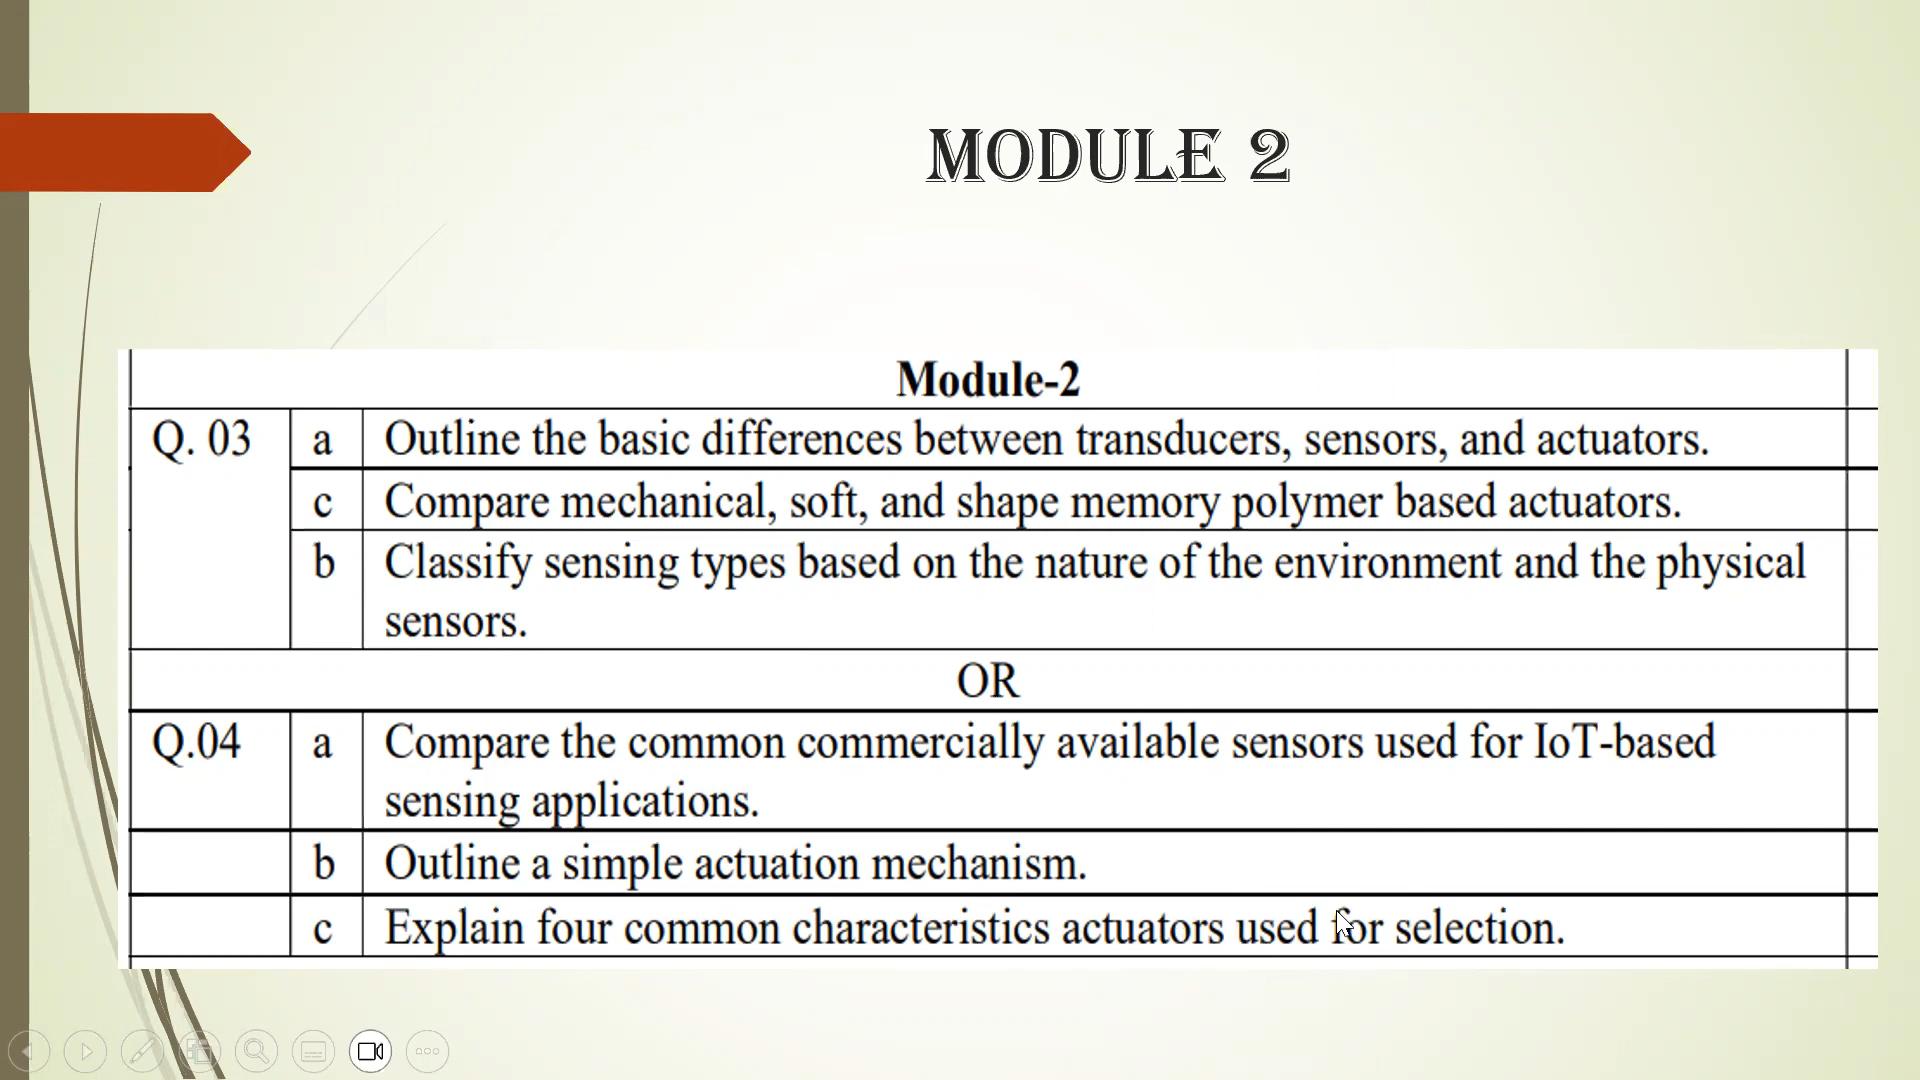 MODULE 2
Module-2
Q. 03 a Outline the basic differences between transducers, sensors, and actuators.
c Compare mechanical, soft, and shape memory polymer based actuators.
b Classify sensing types based on the nature of the environment and the physical
sensors.
OR
Q.04 a Compare the common commercially available sensors used for IoT-based
sensing applications.
b Outline a simple actuation mechanism.
c Explain four common characteristics actuators used for selection.